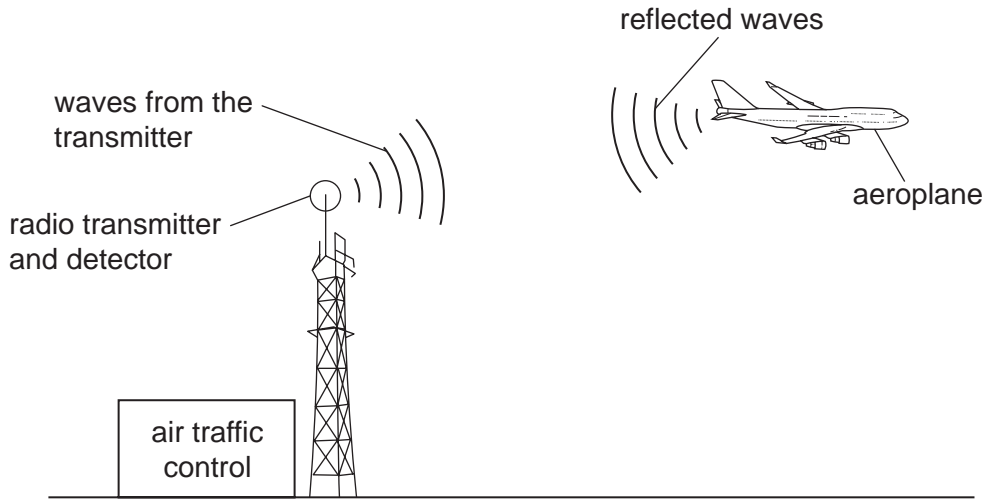 reflected waves
waves from the
transmitter
aeroplane
radio transmitter
and detector
air traffic
control